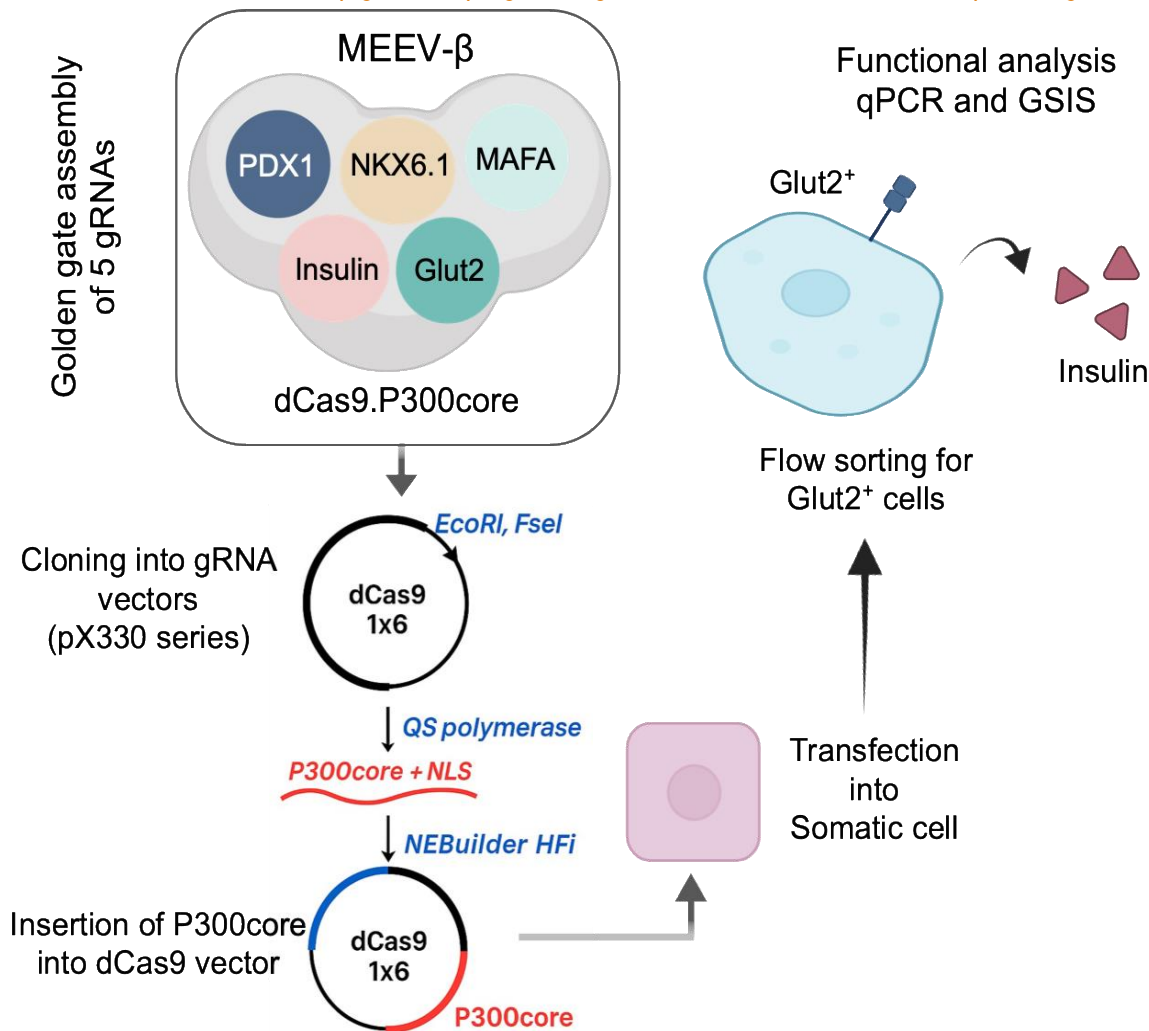 MEEV-β
Golden gate assembly
of 5 gRNAs
PDX1
NKX6.1
MAFA
Insulin
Glut2
dCas9.P300core
Cloning into gRNA
vectors
(pX330 series)
EcoRI, FseI
dCas9
1x6
QS polymerase
P300core + NLS
NEBuilder HFi
Insertion of P300core
into dCas9 vector
dCas9
1x6
P300core
Transfection
into
Somatic cell
Flow sorting for
Glut2⁺ cells
Functional analysis
qPCR and GSIS
Glut2⁺
Insulin